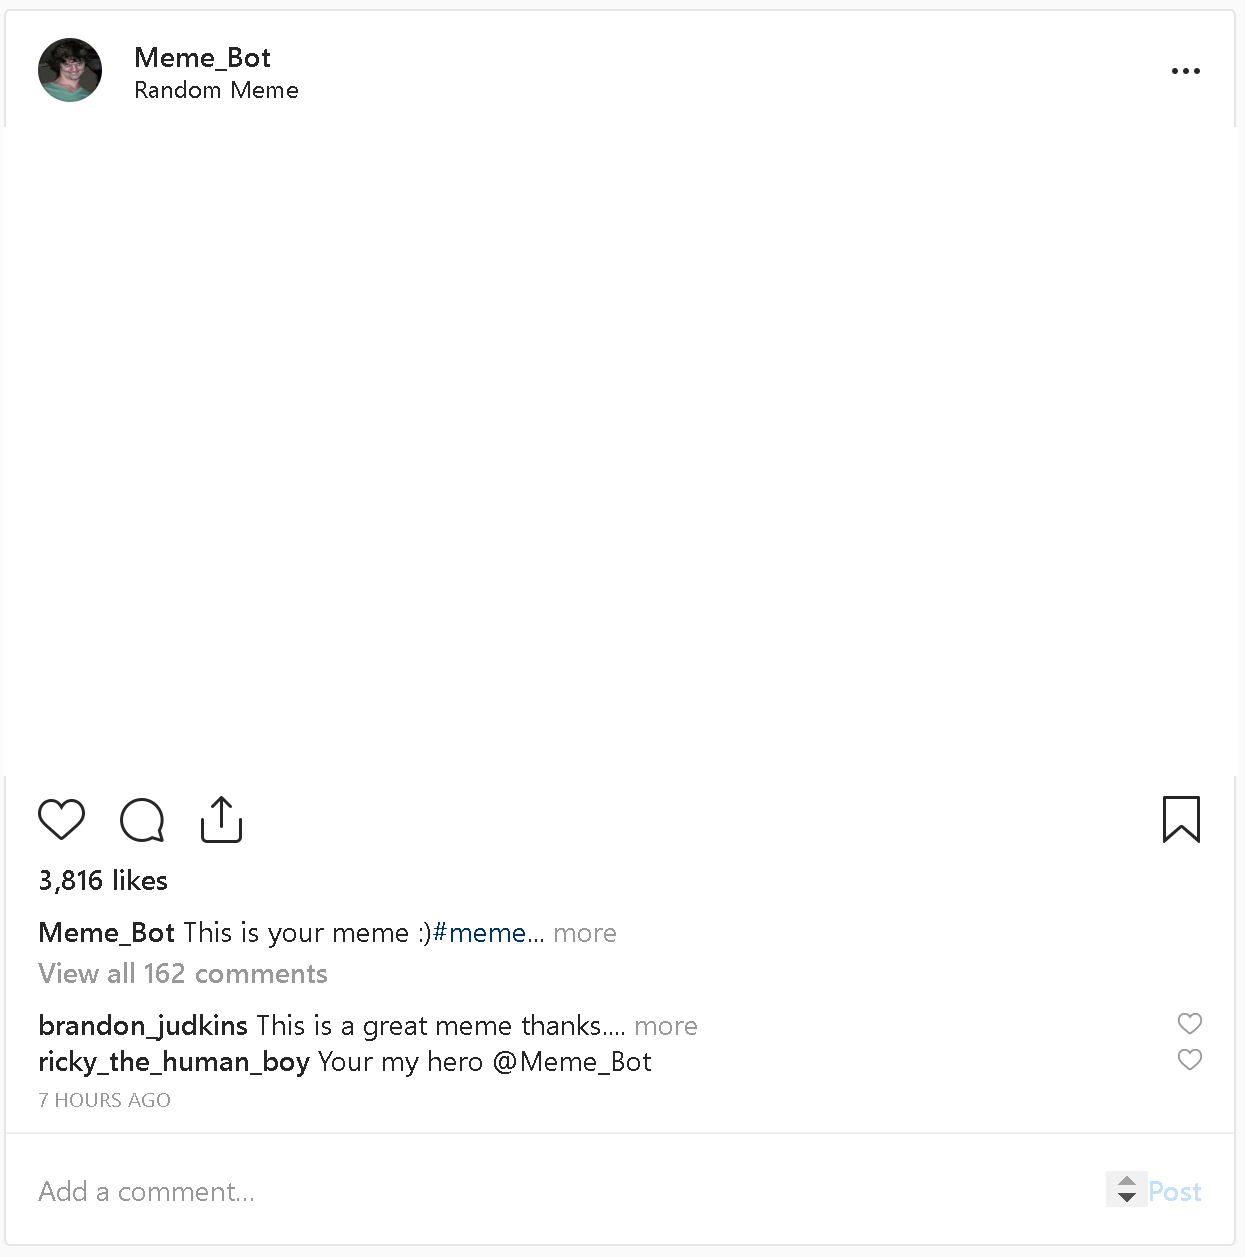 Meme_Bot
Random Meme
3,816 likes
Meme_Bot This is your meme :)#meme... more
View all 162 comments
brandon_judkins This is a great meme thanks.... more
ricky_the_human_boy Your my hero @Meme_Bot
7 HOURS AGO
Add a comment... Post